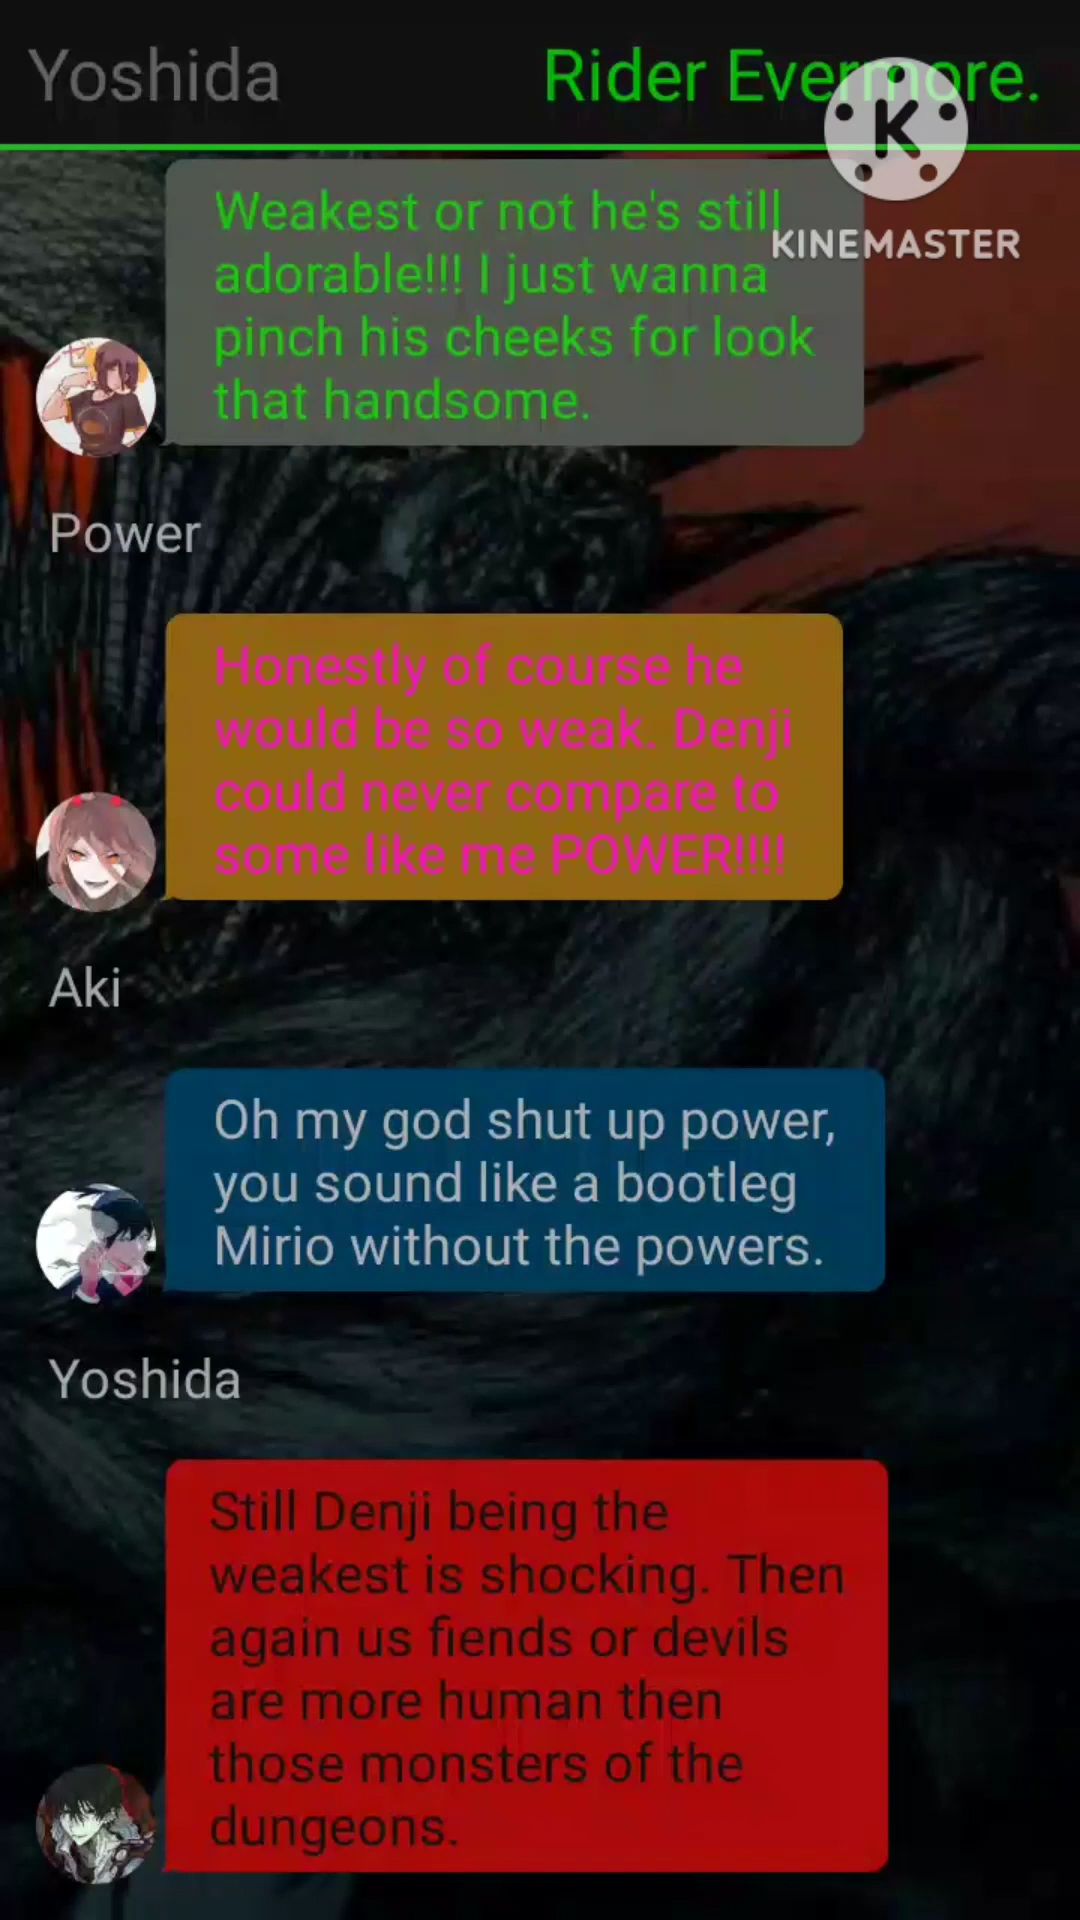 Yoshida
Rider Evermore.
K
KINEMASTER
Weakest or not he's still
adorable!!! I just wanna
pinch his cheeks for look
that handsome.
Power
Honestly of course he
would be so weak. Denji
could never compare to
some like me POWER!!!!
Aki
Oh my god shut up power,
you sound like a bootleg
Mirio without the powers.
Yoshida
Still Denji being the
weakest is shocking. Then
again us fiends or devils
are more human then
those monsters of the
dungeons.